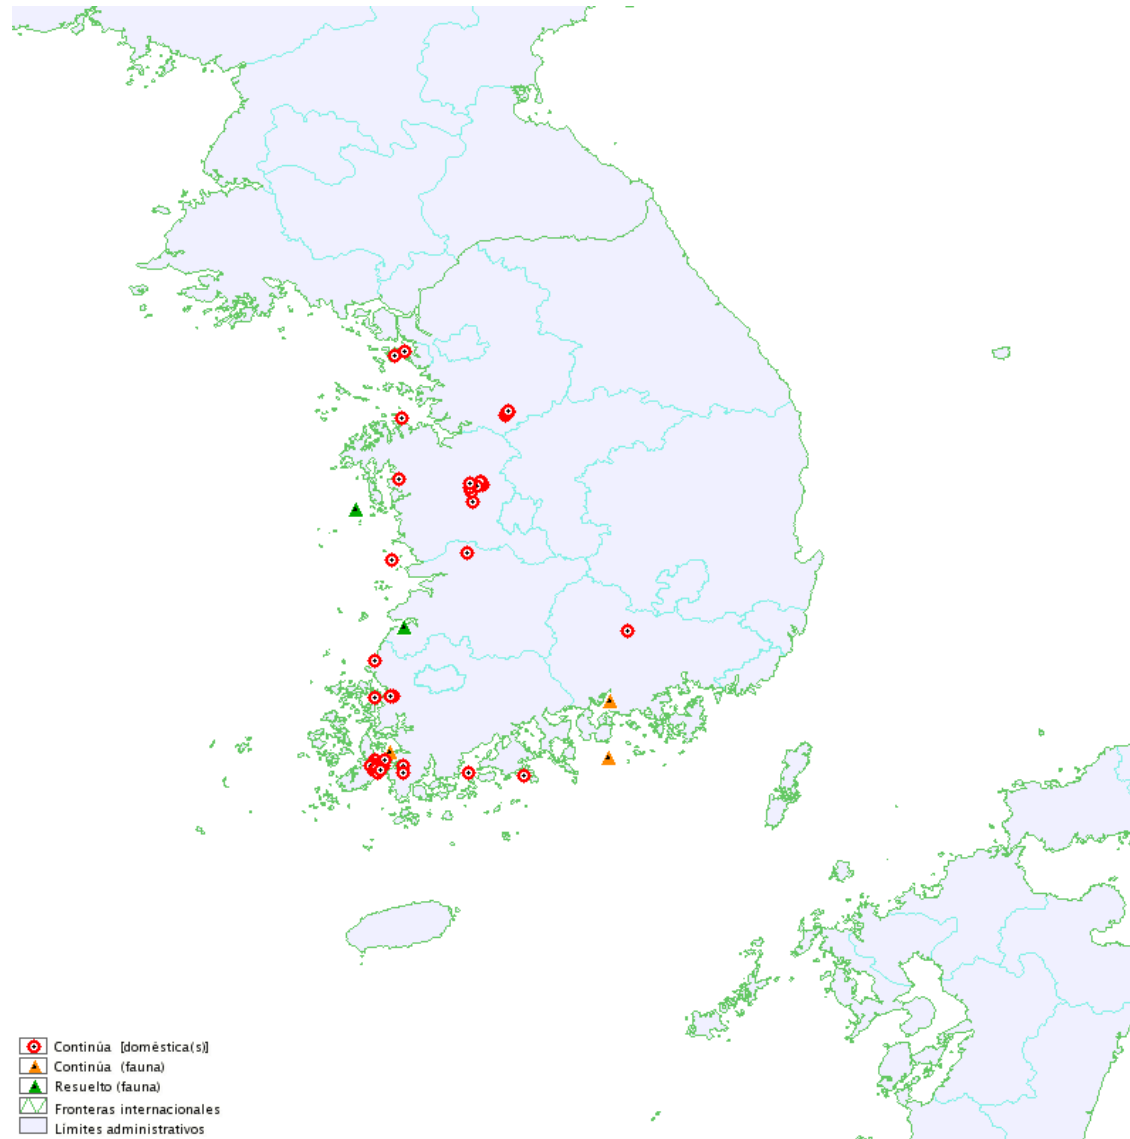 Continúa [doméstica(s)]
Continúa (fauna)
Resuelto (fauna)
Fronteras internacionales
Límites administrativos